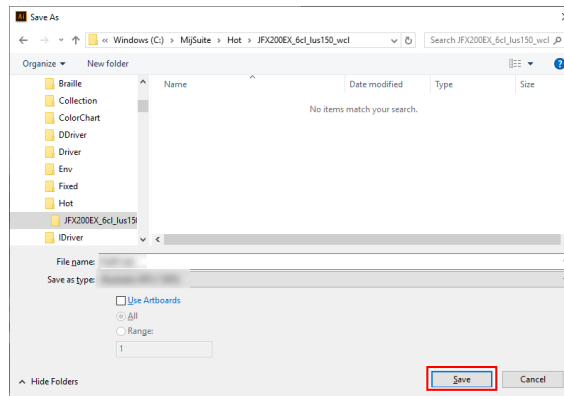 Ai Save As
« Windows (C:) › MijSuite › Hot › JFX200EX_6cl_lus150_wcl
Search JFX200EX_6cl_lus150_wcl
Organize New folder
Name Date modified Type Size
No items match your search.
Braille
Collection
ColorChart
DDriver
Driver
Env
Fixed
Hot
JFX200EX_6cl_lus15
IDriver
File name:
Save as type:
Use Artboards
All
Range:
1
Hide Folders
Save Cancel